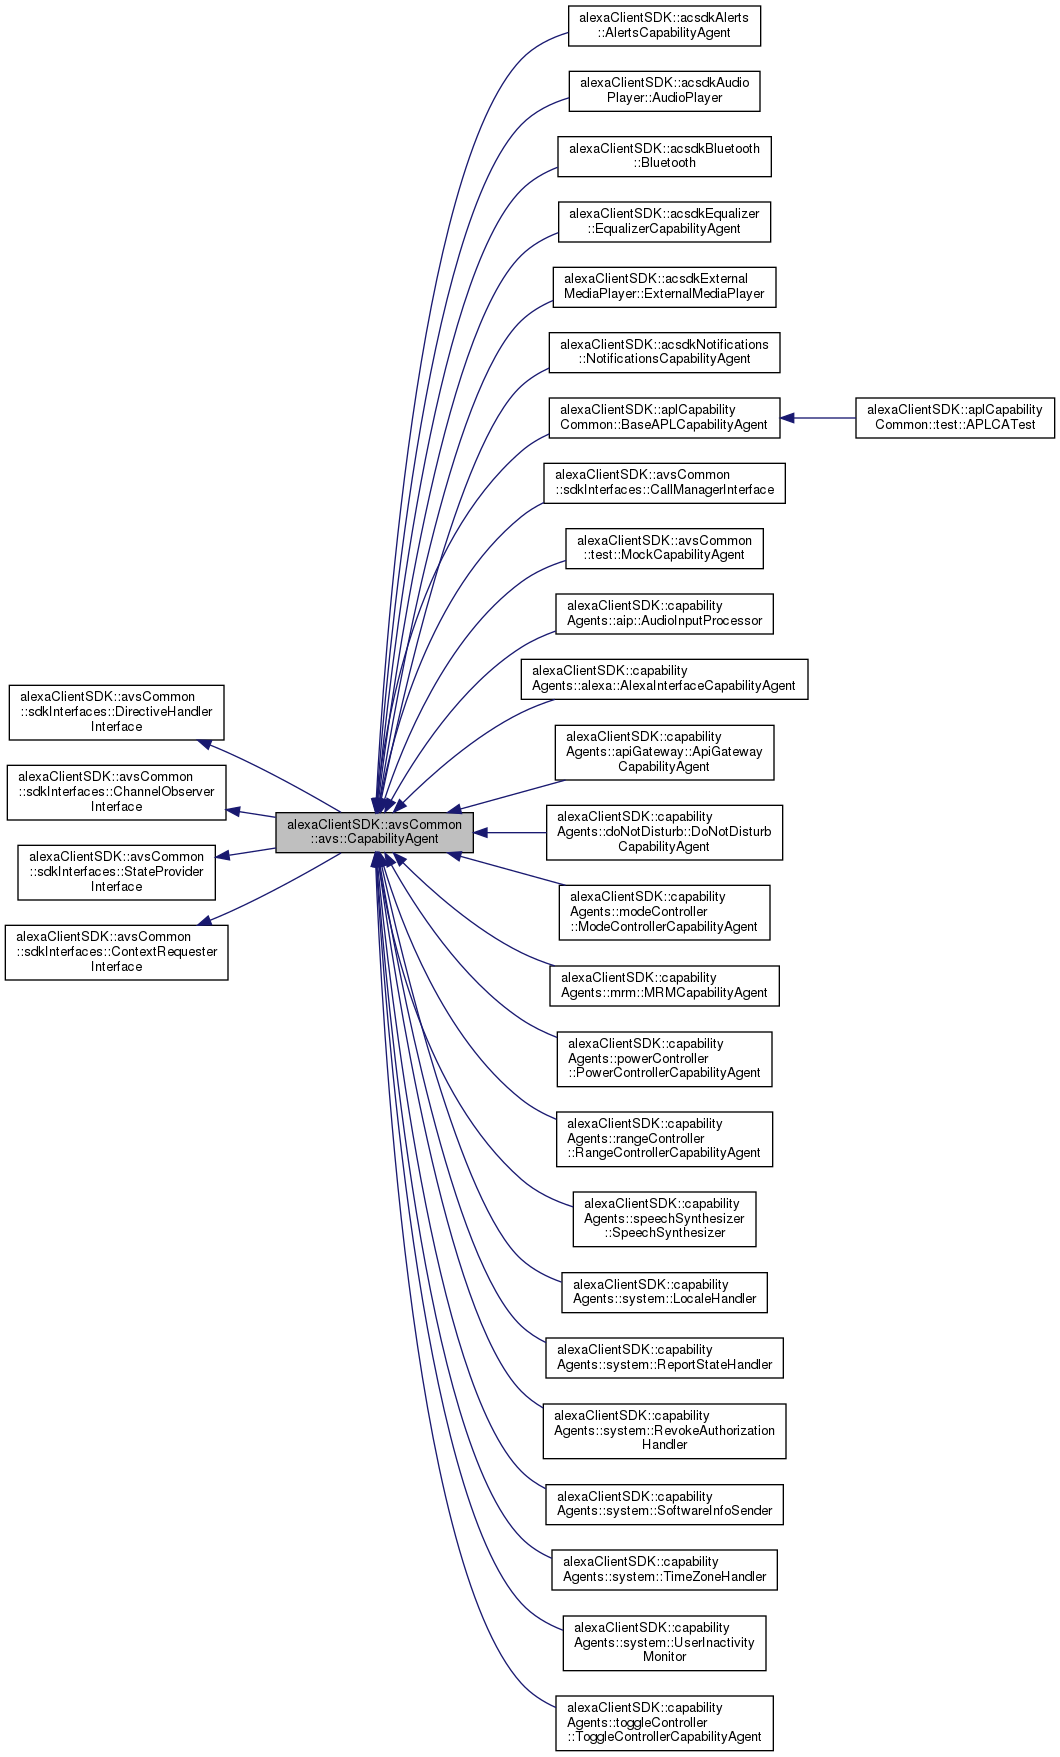 alexaClientSDK::acsdkAlerts
::AlertsCapabilityAgent
alexaClientSDK::acsdkAudio
Player::AudioPlayer
alexaClientSDK::acsdkBluetooth
::Bluetooth
alexaClientSDK::acsdkEqualizer
::EqualizerCapabilityAgent
alexaClientSDK::acsdkExternal
MediaPlayer::ExternalMediaPlayer
alexaClientSDK::acsdkNotifications
::NotificationsCapabilityAgent
alexaClientSDK::aplCapability
Common::BaseAPLCapabilityAgent
alexaClientSDK::aplCapability
Common::test::APLCATest
alexaClientSDK::avsCommon
::sdkInterfaces::CallManagerInterface
alexaClientSDK::avsCommon
::test::MockCapabilityAgent
alexaClientSDK::capability
Agents::aip::AudioInputProcessor
alexaClientSDK::capability
Agents::alexa::AlexaInterfaceCapabilityAgent
alexaClientSDK::avsCommon
::sdkInterfaces::DirectiveHandler
Interface
alexaClientSDK::capability
Agents::apiGateway::ApiGateway
CapabilityAgent
alexaClientSDK::avsCommon
::sdkInterfaces::ChannelObserver
Interface
alexaClientSDK::avsCommon
::avs::CapabilityAgent
alexaClientSDK::capability
Agents::doNotDisturb::DoNotDisturb
CapabilityAgent
alexaClientSDK::avsCommon
::sdkInterfaces::StateProvider
Interface
alexaClientSDK::capability
Agents::modeController
::ModeControllerCapabilityAgent
alexaClientSDK::avsCommon
::sdkInterfaces::ContextRequester
Interface
alexaClientSDK::capability
Agents::mrm::MRMCapabilityAgent
alexaClientSDK::capability
Agents::powerController
::PowerControllerCapabilityAgent
alexaClientSDK::capability
Agents::rangeController
::RangeControllerCapabilityAgent
alexaClientSDK::capability
Agents::speechSynthesizer
::SpeechSynthesizer
alexaClientSDK::capability
Agents::system::LocaleHandler
alexaClientSDK::capability
Agents::system::ReportStateHandler
alexaClientSDK::capability
Agents::system::RevokeAuthorization
Handler
alexaClientSDK::capability
Agents::system::SoftwareInfoSender
alexaClientSDK::capability
Agents::system::TimeZoneHandler
alexaClientSDK::capability
Agents::system::UserInactivity
Monitor
alexaClientSDK::capability
Agents::toggleController
::ToggleControllerCapabilityAgent